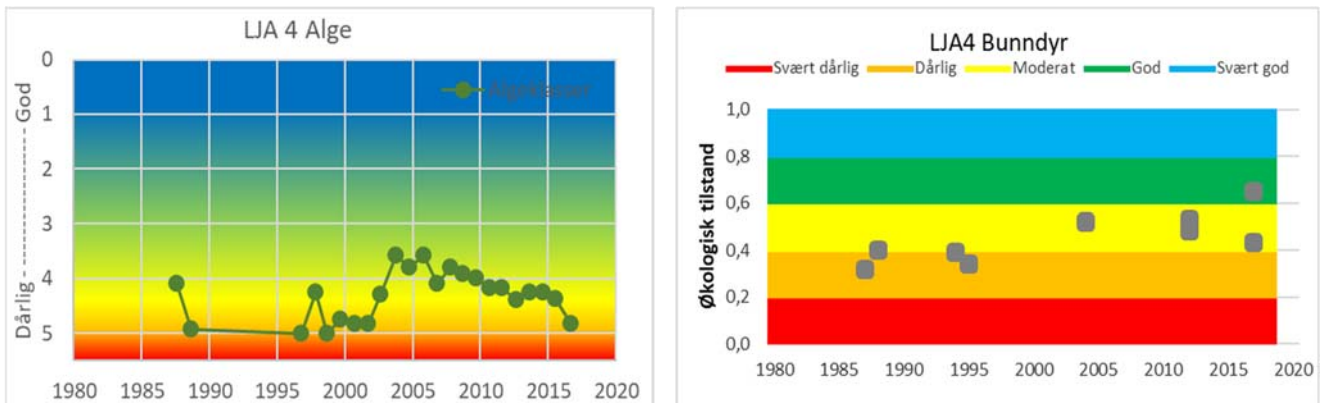 LJA 4 Alge
God
Dårlig
0
1
2
3
4
5
Algeklasser
1980 1985 1990 1995 2000 2005 2010 2015 2020
LJA4 Bunndyr
Svært dårlig Dårlig Moderat God Svært god
Økologisk tilstand
1,0
0,8
0,6
0,4
0,2
0,0
1980 1985 1990 1995 2000 2005 2010 2015 2020